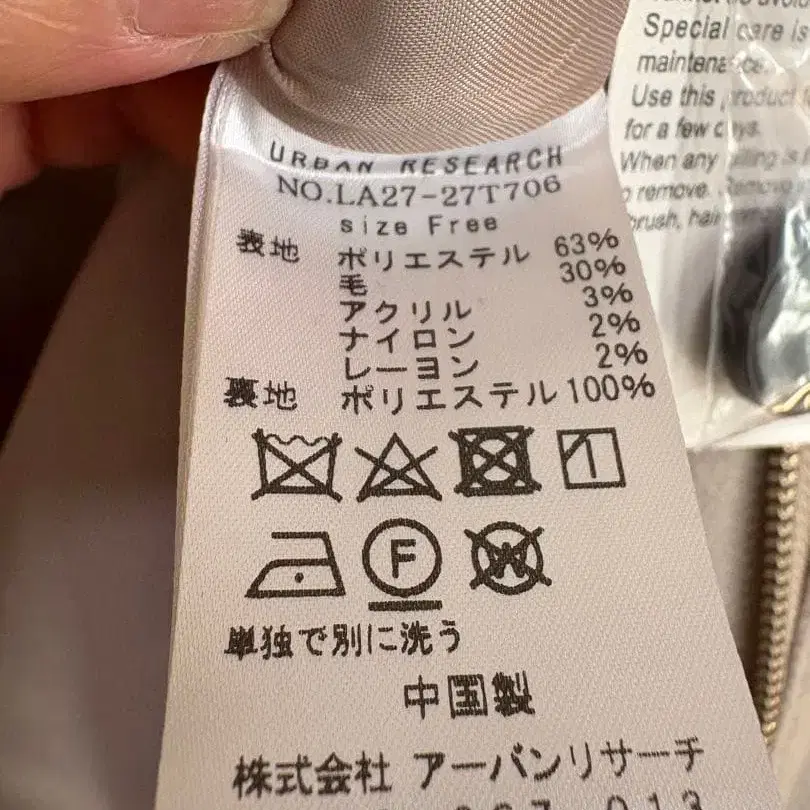 URBAN RESEARCH
NO.LA27-27T706
size Free
表地 ポリエステル 63%
毛 30%
アクリル 3%
ナイロン 2%
レーヨン 2%
裏地 ポリエステル 100%
F
W
単独で別に洗う
中国製
株式会社 アーバンリサーチ
Special care is
maintenance.
Use this product
for a few days.
When any pilling is
remove.
brush,